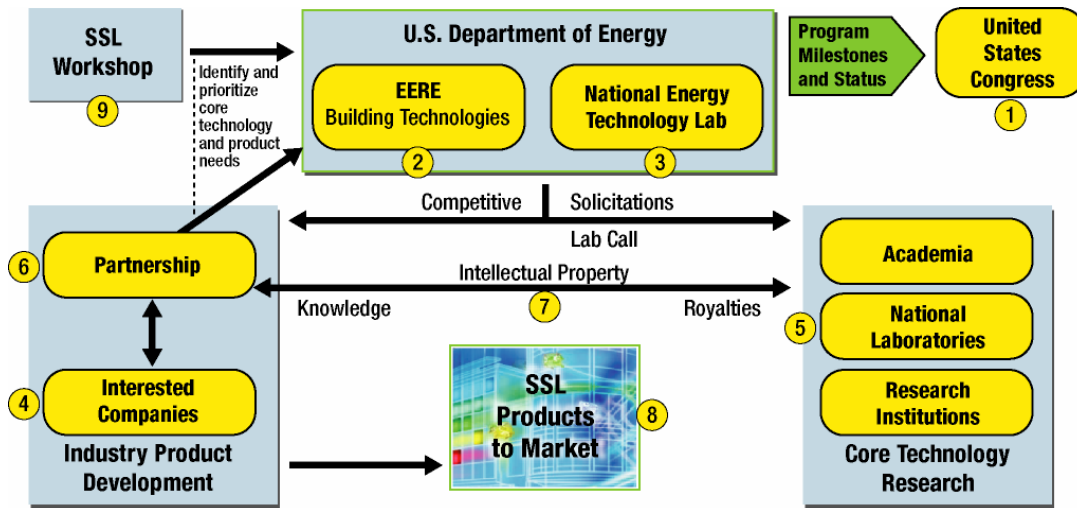 SSL
Workshop
9
Identify and
prioritize
core
technology
and product
needs
U.S. Department of Energy
EERE
Building Technologies
2
National Energy
Technology Lab
3
Program
Milestones
and Status
United
States
Congress
1
Competitive Solicitations
Lab Call
6
Partnership
Intellectual Property
Knowledge
7
Royalties
4
Interested
Companies
Industry Product
Development
SSL
Products
to Market
8
Academia
5
National
Laboratories
Research
Institutions
Core Technology
Research